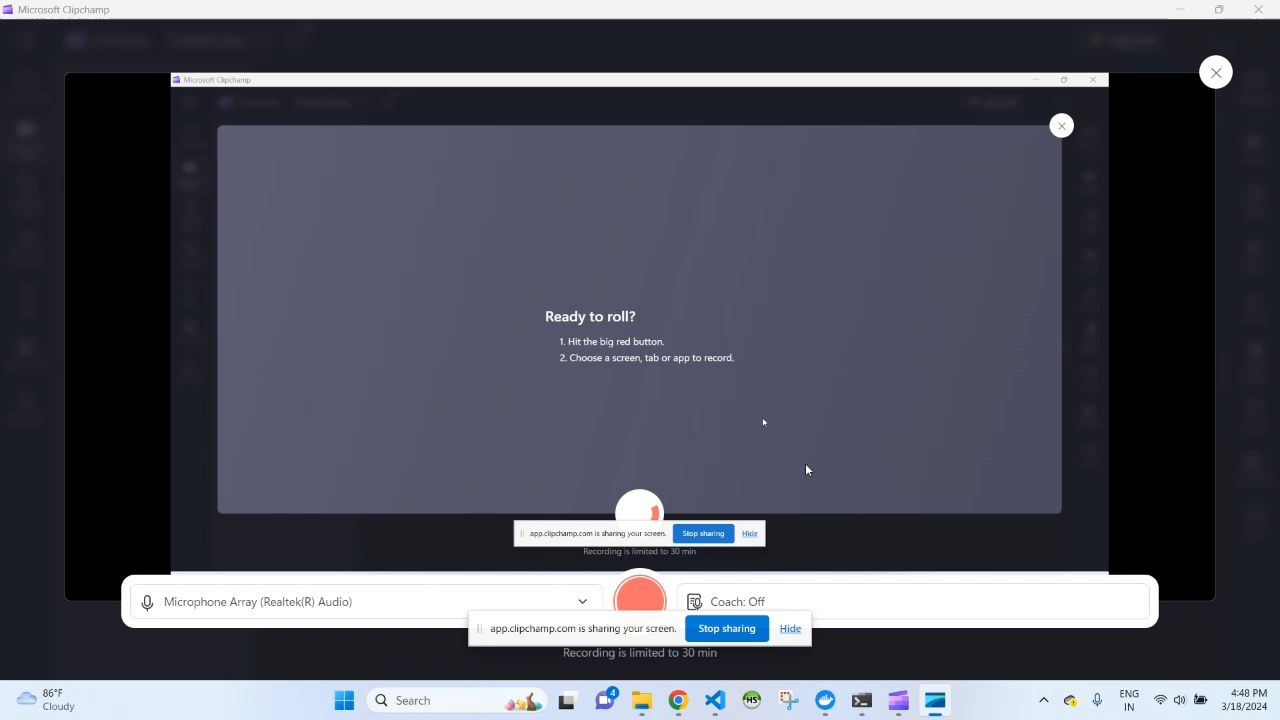 Microsoft Clipchamp
Microsoft Clipchamp
Ready to roll?
1. Hit the big red button.
2. Choose a screen, tab or app to record.
app.clipchamp.com is sharing your screen. Stop sharing Hide
Recording is limited to 30 min
Microphone Array (Realtek(R) Audio)
Coach: Off
app.clipchamp.com is sharing your screen. Stop sharing Hide
Recording is limited to 30 min
86°F
Cloudy
Search
4
HS
ENG
IN
4:48 PM
3/18/2024